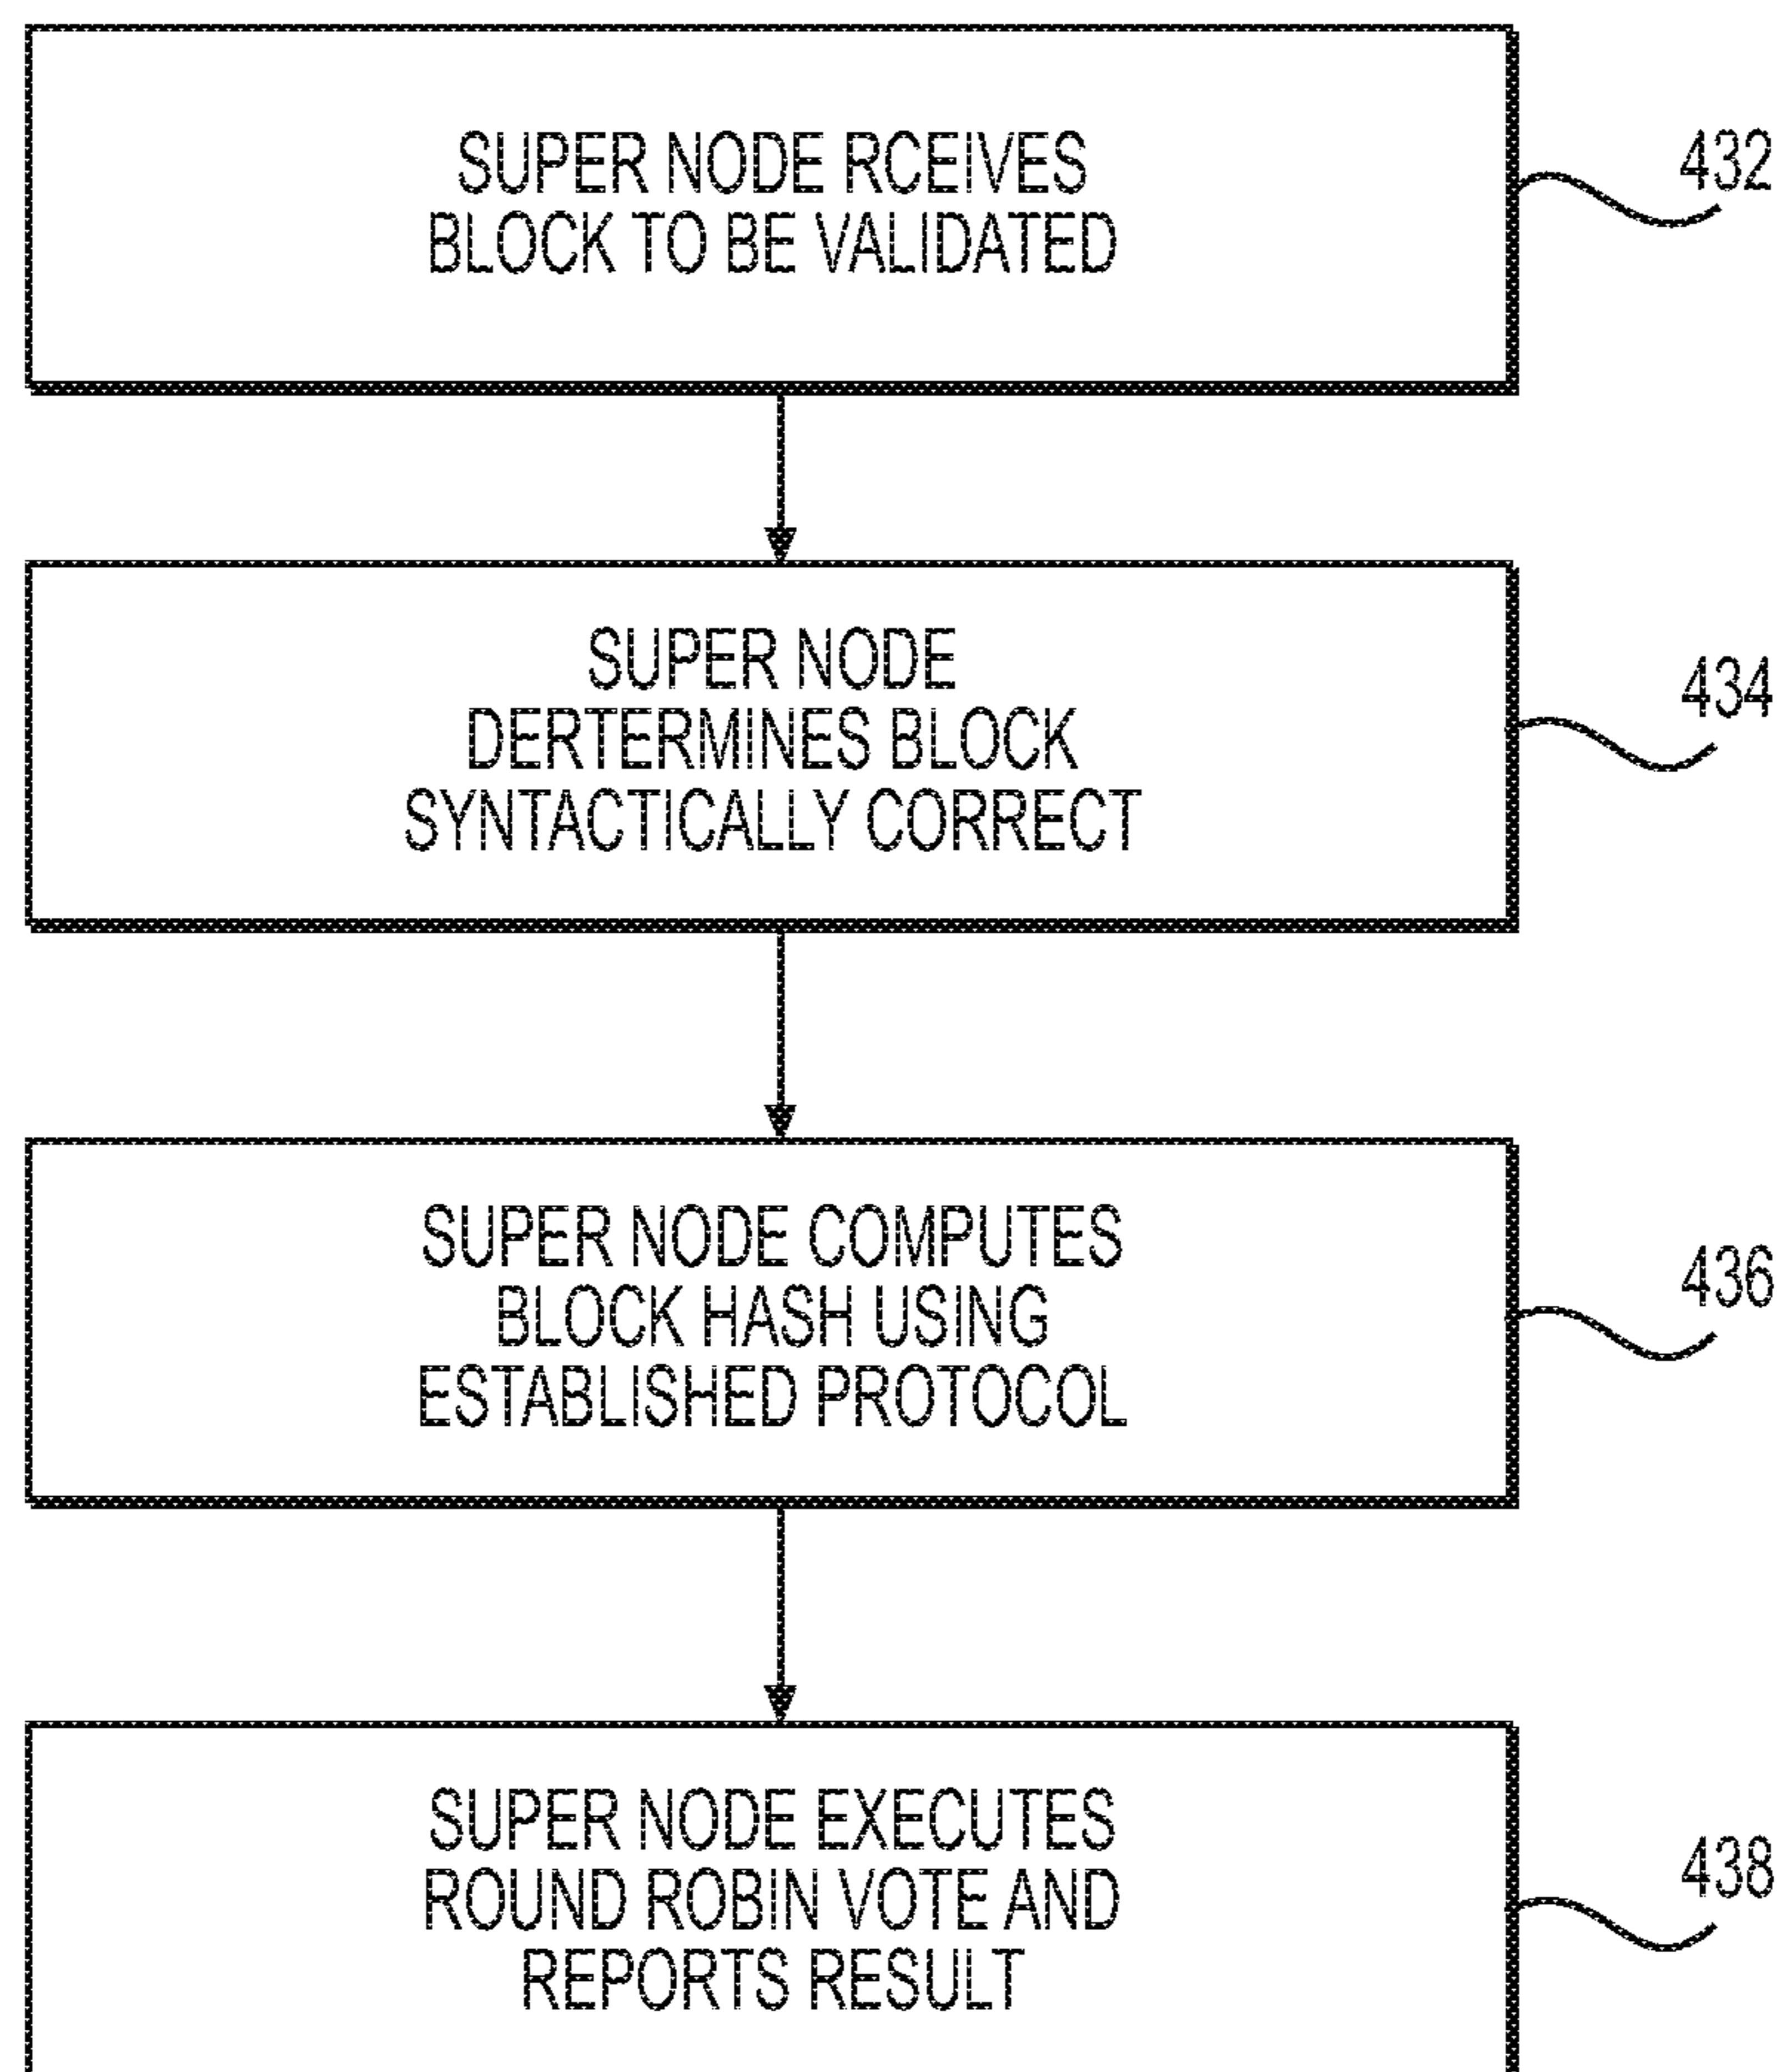 SUPER NODE RCEIVES
BLOCK TO BE VALIDATED
432
SUPER NODE
DERTERMINES BLOCK
SYNTACTICALLY CORRECT
434
SUPER NODE COMPUTES
BLOCK HASH USING
ESTABLISHED PROTOCOL
436
SUPER NODE EXECUTES
ROUND ROBIN VOTE AND
REPORTS RESULT
438